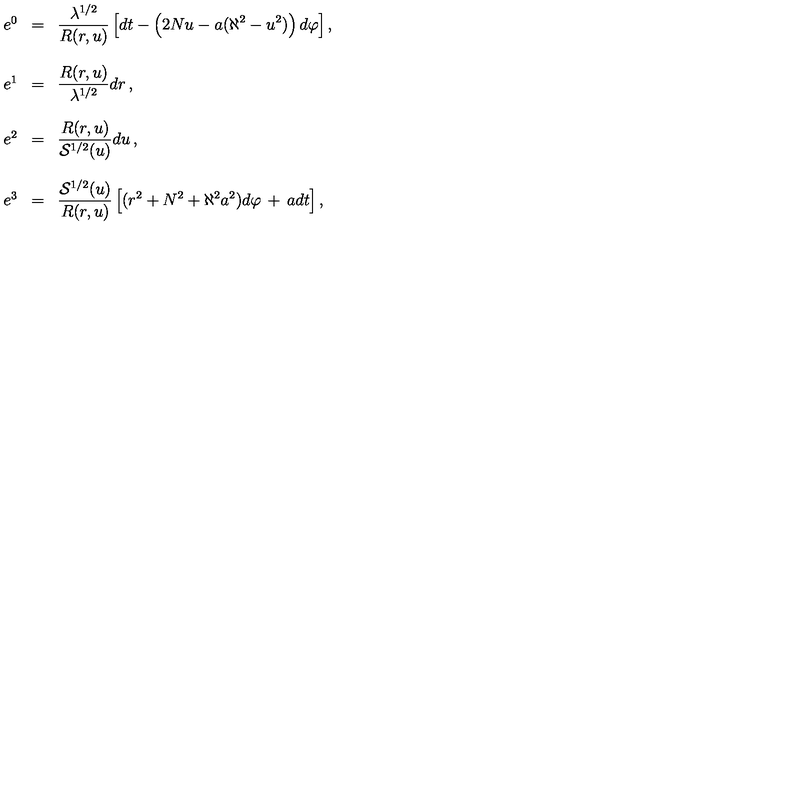 e^0 = \frac{\lambda^{1/2}}{R(r,u)} \left[ dt - \left( 2Nu - a(\aleph^2 - u^2) \right) d\varphi \right] ,
e^1 = \frac{R(r,u)}{\lambda^{1/2}} dr ,
e^2 = \frac{R(r,u)}{\mathcal{S}^{1/2}(u)} du ,
e^3 = \frac{\mathcal{S}^{1/2}(u)}{R(r,u)} \left[ (r^2 + N^2 + \aleph^2 a^2) d\varphi + a dt \right] ,